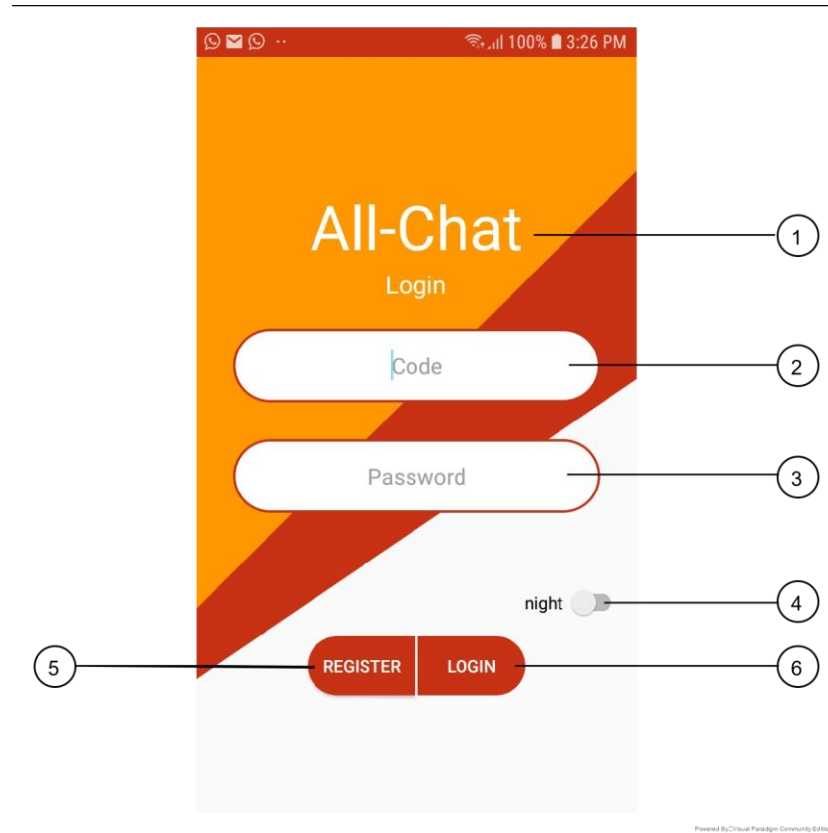 100% 3:26 PM
All-Chat
1
Login
Code
2
Password
3
night
4
5
REGISTER
LOGIN
6
Powered By Visual Paradigm Community Editio